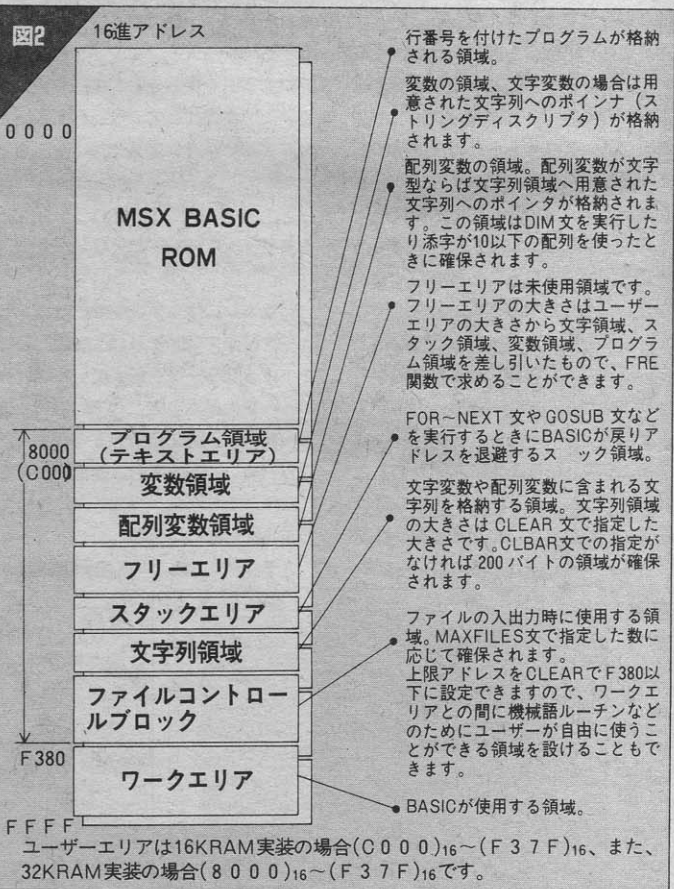 図2
16進アドレス
0000
MSX BASIC
ROM
8000
(C000)
プログラム領域
(テキストエリア)
変数領域
配列変数領域
フリーエリア
スタックエリア
文字列領域
ファイルコントロー
ルブロック
F380
ワークエリア
FFFF
行番号を付けたプログラムが格納
される領域。
変数の領域、文字変数の場合は用
意された文字列へのポインナ(ス
トリングディスクリプタ)が格納
されます。
配列変数の領域。配列変数が文字
型ならば文字列領域へ用意された
文字列へのポインタが格納されま
す。この領域はDIM文を実行した
り添字が10以下の配列を使ったと
きに確保されます。
フリーエリアは未使用領域です。
フリーエリアの大きさはユーザー
エリアの大きさから文字領域、ス
タック領域、変数領域、プログラ
ム領域を差し引いたもので、FRE
関数で求めることができます。
FOR~NEXT文やGOSUB文など
を実行するときにBASICが戻りア
ドレスを退避するス ック領域。
文字変数や配列変数に含まれる文
字列を格納する領域。文字列領域
の大きさはCLEAR文で指定した
大きさです。CLBAR文での指定が
なければ200バイトの領域が確保
されます。
ファイルの入出力時に使用する領
域。MAXFILES文で指定した数に
応じて確保されます。
上限アドレスをCLEARでF380以
下に設定できますので、ワークエ
リアとの間に機械語ルーチンなど
のためにユーザーが自由に使うこ
とができる領域を設けることもで
きます。
BASICが使用する領域。
ユーザーエリアは16KRAM実装の場合(C000)₁₆~(F37F)₁₆、また、
32KRAM実装の場合(8000)₁₆~(F37F)₁₆です。